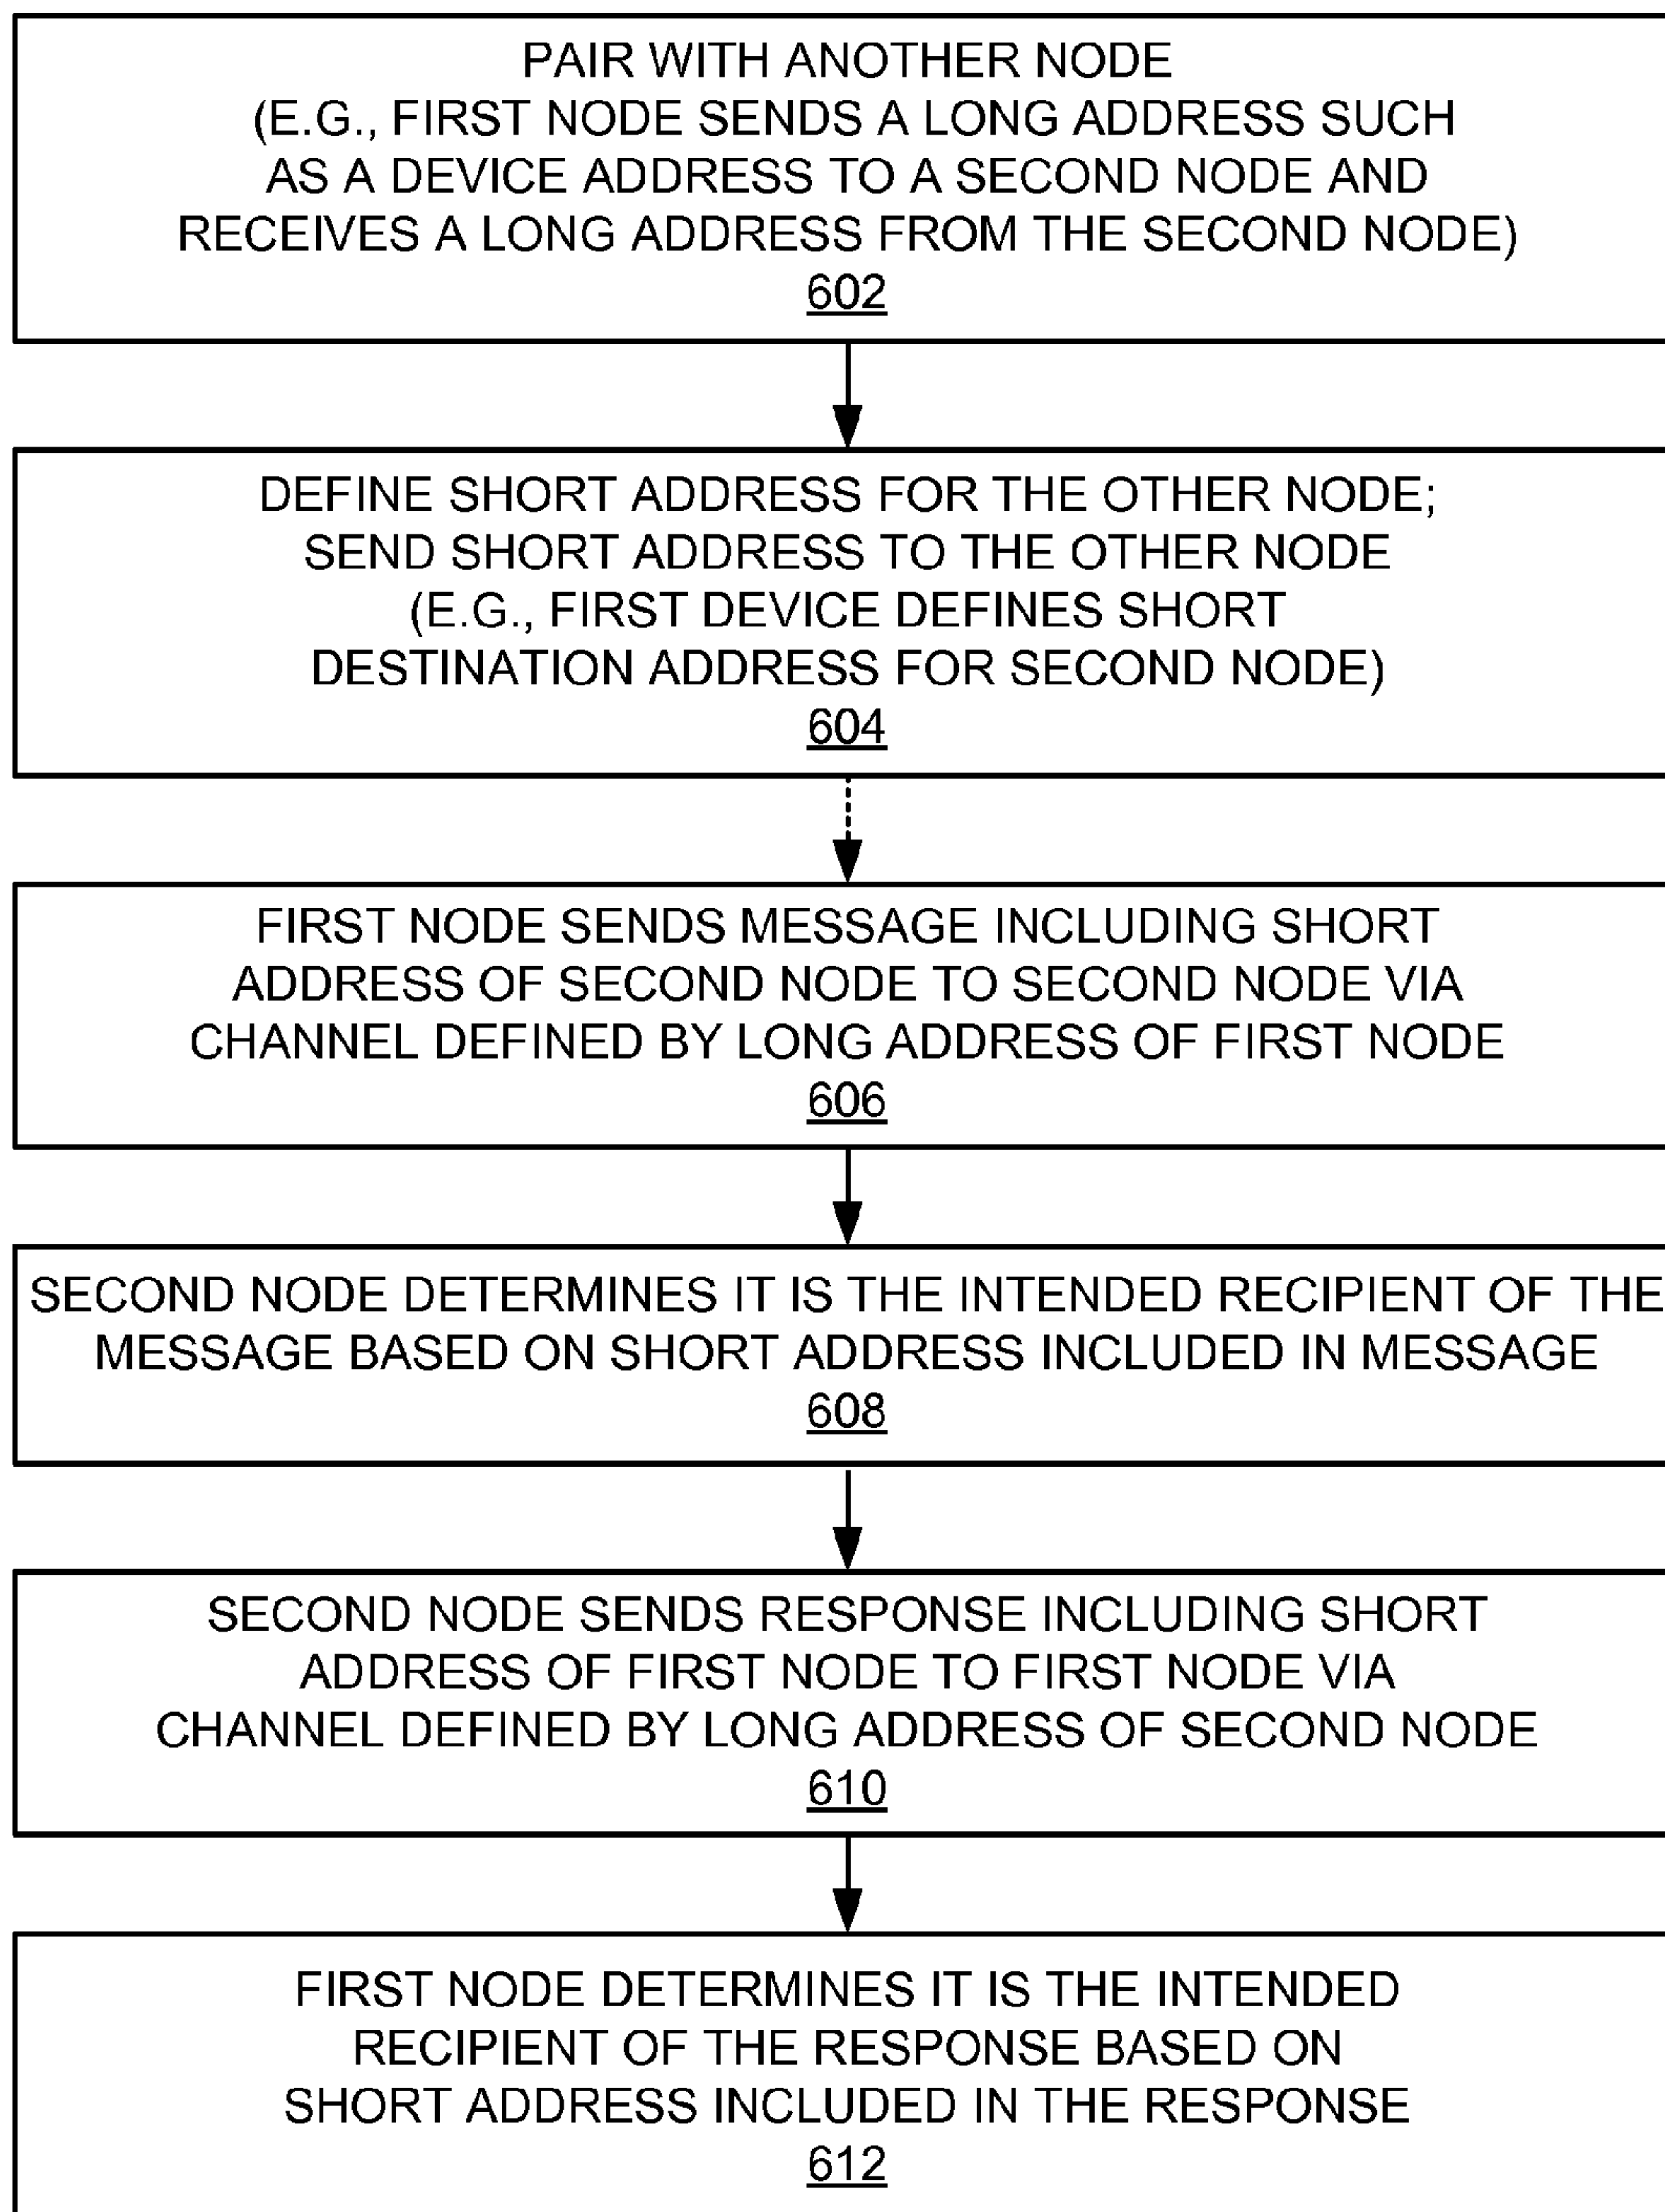 PAIR WITH ANOTHER NODE
(E.G., FIRST NODE SENDS A LONG ADDRESS SUCH
AS A DEVICE ADDRESS TO A SECOND NODE AND
RECEIVES A LONG ADDRESS FROM THE SECOND NODE)
602
DEFINE SHORT ADDRESS FOR THE OTHER NODE;
SEND SHORT ADDRESS TO THE OTHER NODE
(E.G., FIRST DEVICE DEFINES SHORT
DESTINATION ADDRESS FOR SECOND NODE)
604
FIRST NODE SENDS MESSAGE INCLUDING SHORT
ADDRESS OF SECOND NODE TO SECOND NODE VIA
CHANNEL DEFINED BY LONG ADDRESS OF FIRST NODE
606
SECOND NODE DETERMINES IT IS THE INTENDED RECIPIENT OF THE
MESSAGE BASED ON SHORT ADDRESS INCLUDED IN MESSAGE
608
SECOND NODE SENDS RESPONSE INCLUDING SHORT
ADDRESS OF FIRST NODE TO FIRST NODE VIA
CHANNEL DEFINED BY LONG ADDRESS OF SECOND NODE
610
FIRST NODE DETERMINES IT IS THE INTENDED
RECIPIENT OF THE RESPONSE BASED ON
SHORT ADDRESS INCLUDED IN THE RESPONSE
612